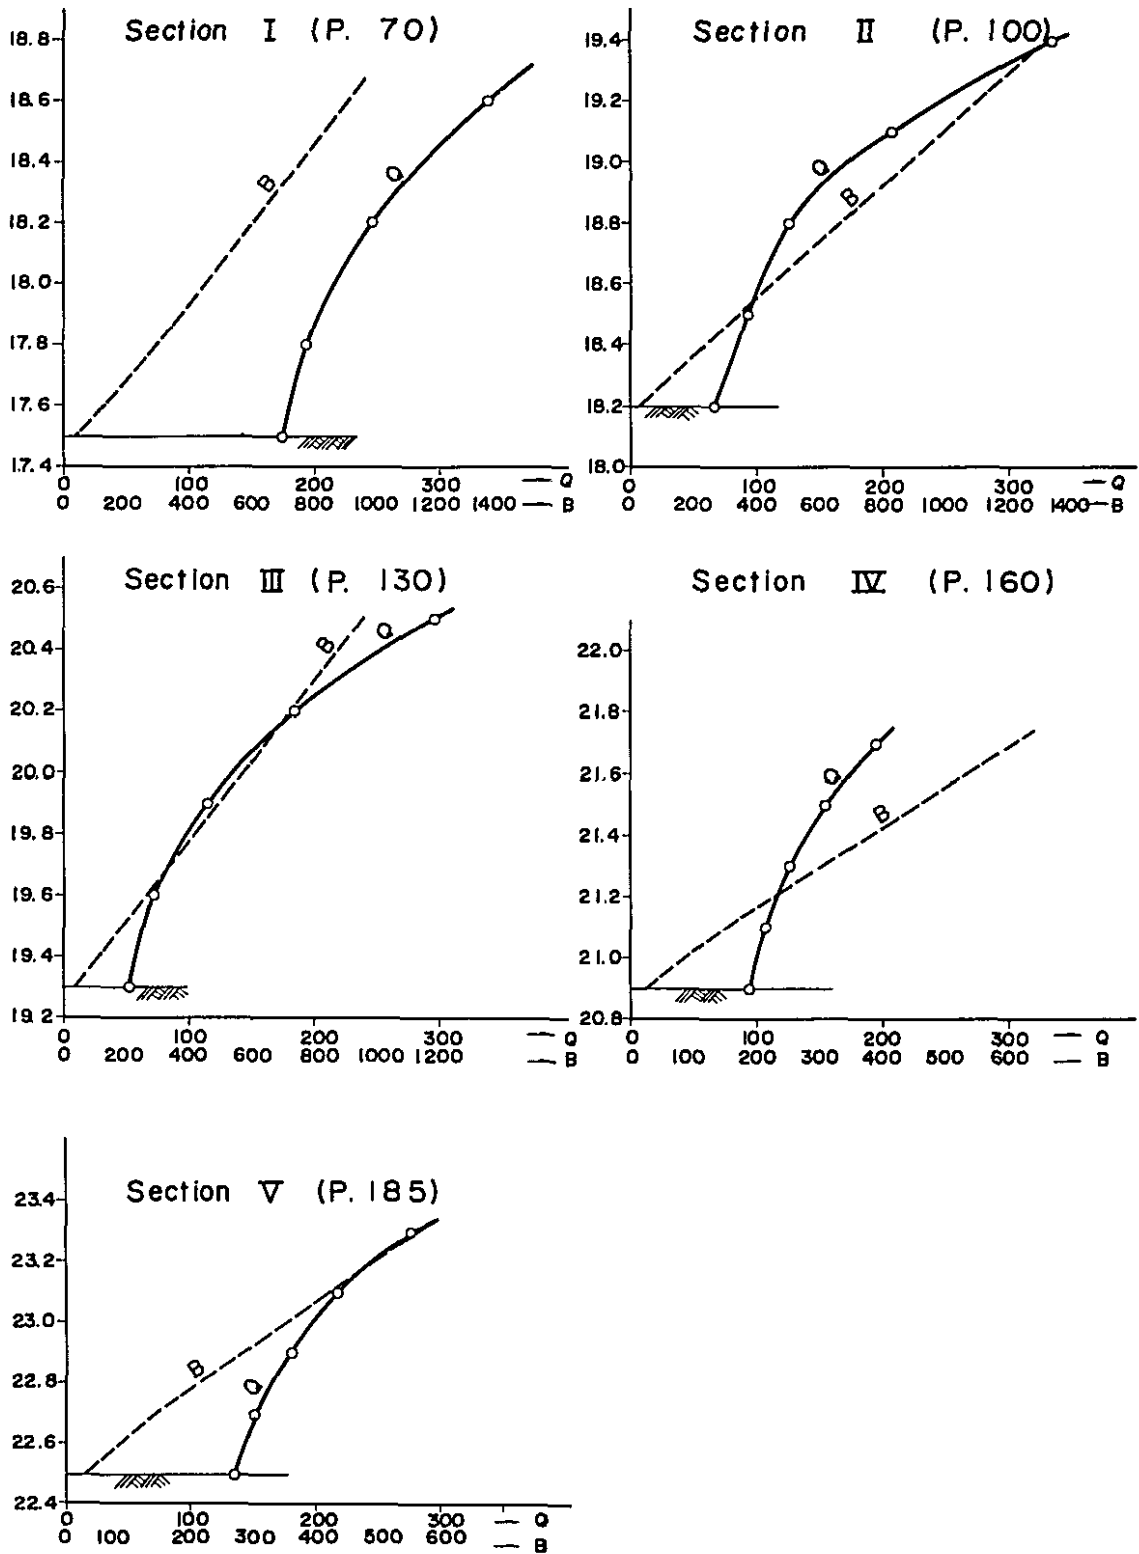 Section I (P. 70)
18.8
18.6
18.4
18.2
18.0
17.8
17.6
17.4
B
Q
0 100 200 300 — Q
0 200 400 600 800 1000 1200 1400 — B
Section II (P. 100)
19.4
19.2
19.0
18.8
18.6
18.4
18.2
18.0
Q
B
0 100 200 300 — Q
0 200 400 600 800 1000 1200 1400 — B
Section III (P. 130)
20.6
20.4
20.2
20.0
19.8
19.6
19.4
19.2
B
Q
0 100 200 300 — Q
0 200 400 600 800 1000 1200 — B
Section IV (P. 160)
22.0
21.8
21.6
21.4
21.2
21.0
20.8
Q
B
0 100 200 300 — Q
0 100 200 300 400 500 600 — B
Section V (P. 185)
23.4
23.2
23.0
22.8
22.6
22.4
B
Q
0 100 200 300 — Q
0 100 200 300 400 500 600 — B